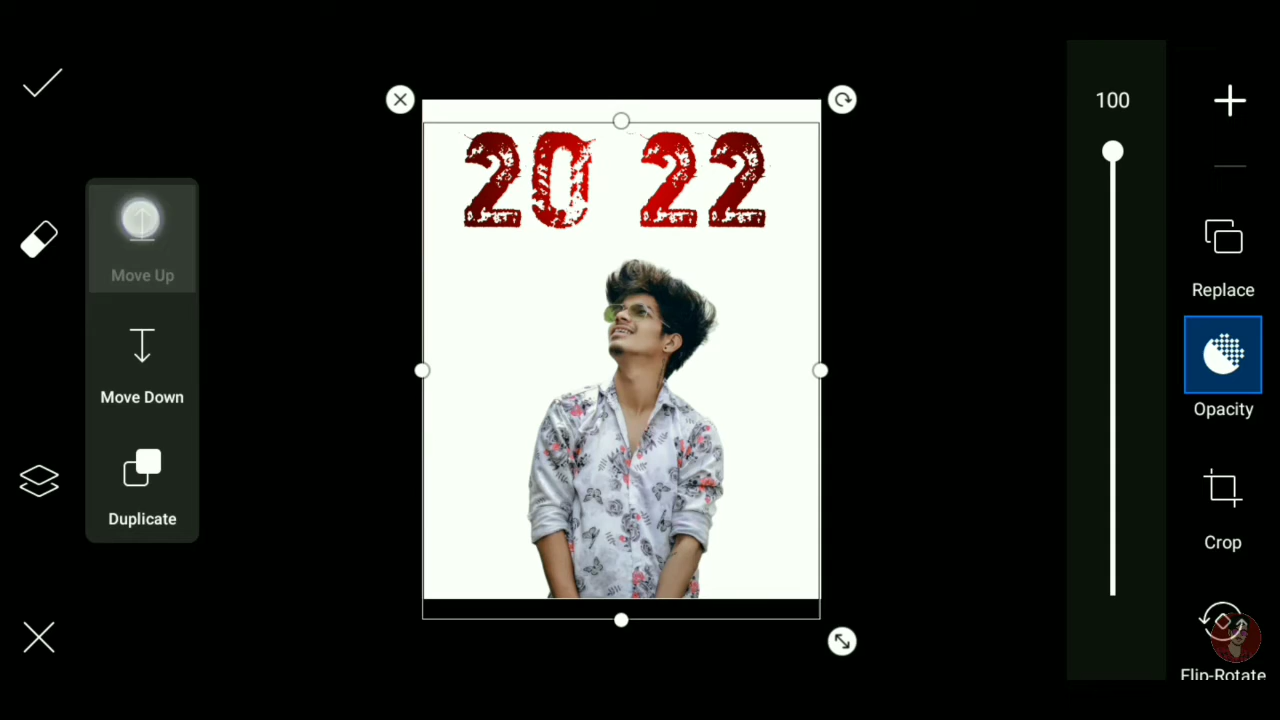 100
20 22
Move Up
Replace
Move Down
Opacity
Duplicate
Crop
Flip-Rotate